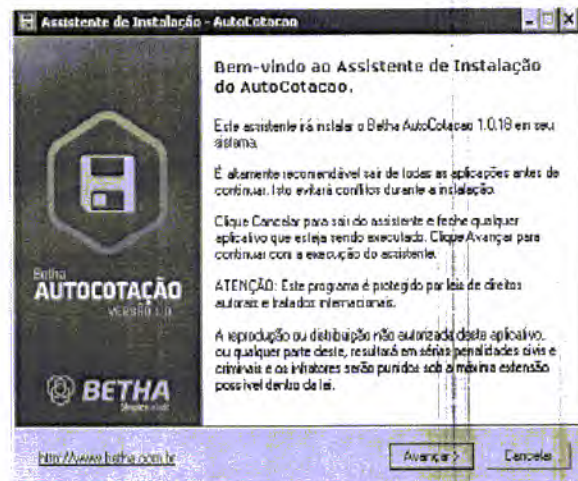 Assistente de Instalação - AutoCotacao
Bem-vindo ao Assistente de Instalação
do AutoCotacao.
Este assistente irá instalar o Betha AutoCotacao 1.0.18 em seu
sistema.
É altamente recomendável sair de todas as aplicações antes de
continuar. Isto evitará conflitos durante a instalação.
Clique Cancelar para sair do assistente e feche qualquer
aplicativo que esteja sendo executado. Clique Avançar para
continuar com a execução do assistente.
ATENÇÃO: Este programa é protegido por leis de direitos
autorais e tratados internacionais.
A reprodução ou distribuição não autorizada deste aplicativo,
ou qualquer parte deste, resultará em sérias penalidades civis e
criminais e os infratores serão punidos sob a máxima extensão
possível dentro da lei.
Betha
AUTOCOTAÇÃO
VERSÃO 1.0
BETHA
http://www.betha.com.br
Avançar >
Cancelar